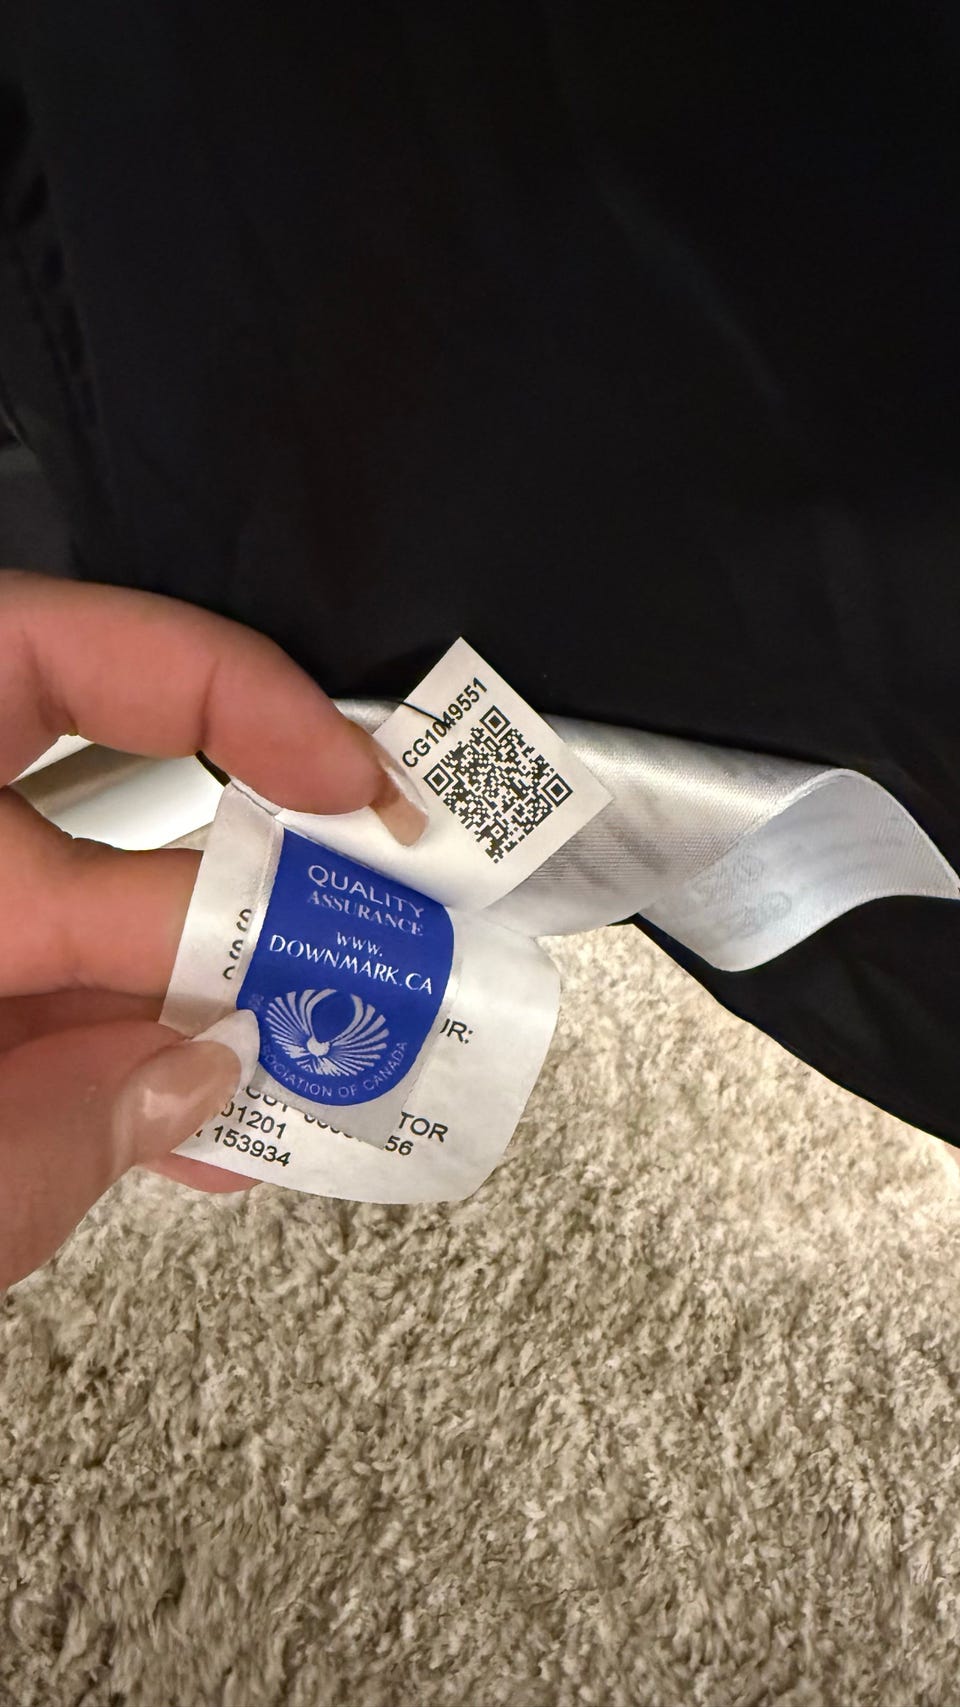 CG1049551
QUALITY
ASSURANCE
www.
DOWNMARK.CA
OCIATION OF CANADA
UR:
TOR
01201
56
153934